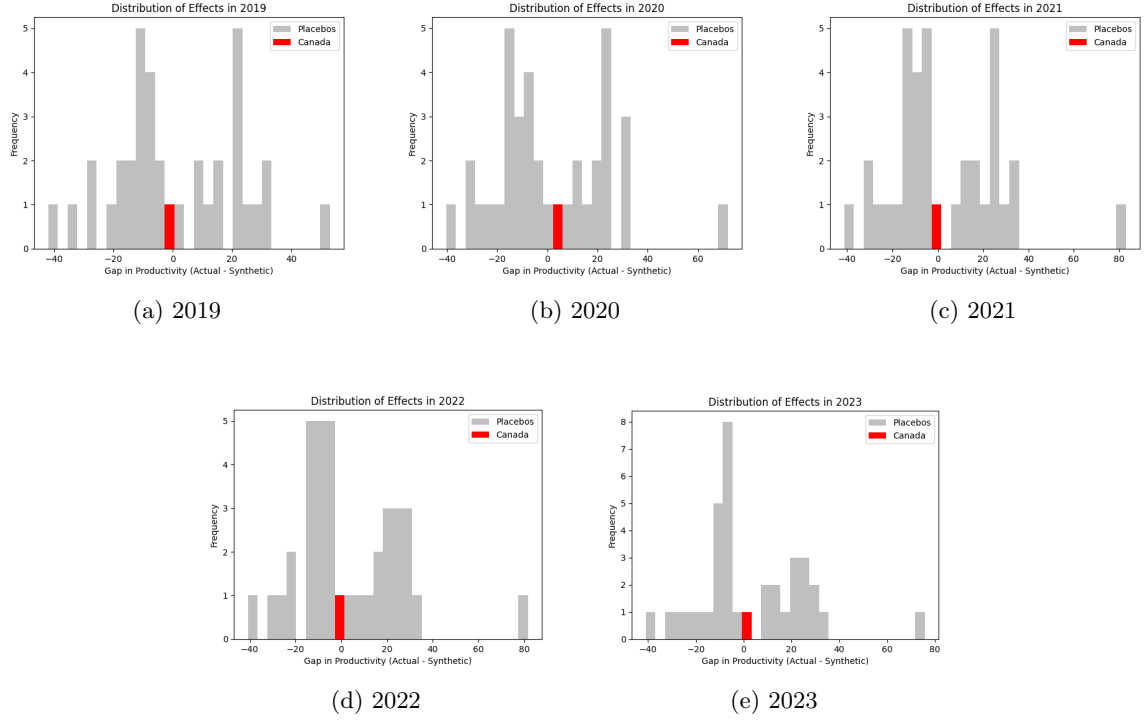 Distribution of Effects in 2019
Placebos
Canada
Frequency
5
4
3
2
1
0
−40 −20 0 20 40
Gap in Productivity (Actual - Synthetic)
(a) 2019
Distribution of Effects in 2020
Placebos
Canada
Frequency
5
4
3
2
1
0
−40 −20 0 20 40 60
Gap in Productivity (Actual - Synthetic)
(b) 2020
Distribution of Effects in 2021
Placebos
Canada
Frequency
5
4
3
2
1
0
−40 −20 0 20 40 60 80
Gap in Productivity (Actual - Synthetic)
(c) 2021
Distribution of Effects in 2022
Placebos
Canada
Frequency
5
4
3
2
1
0
−40 −20 0 20 40 60 80
Gap in Productivity (Actual - Synthetic)
(d) 2022
Distribution of Effects in 2023
Placebos
Canada
Frequency
8
7
6
5
4
3
2
1
0
−40 −20 0 20 40 60 80
Gap in Productivity (Actual - Synthetic)
(e) 2023